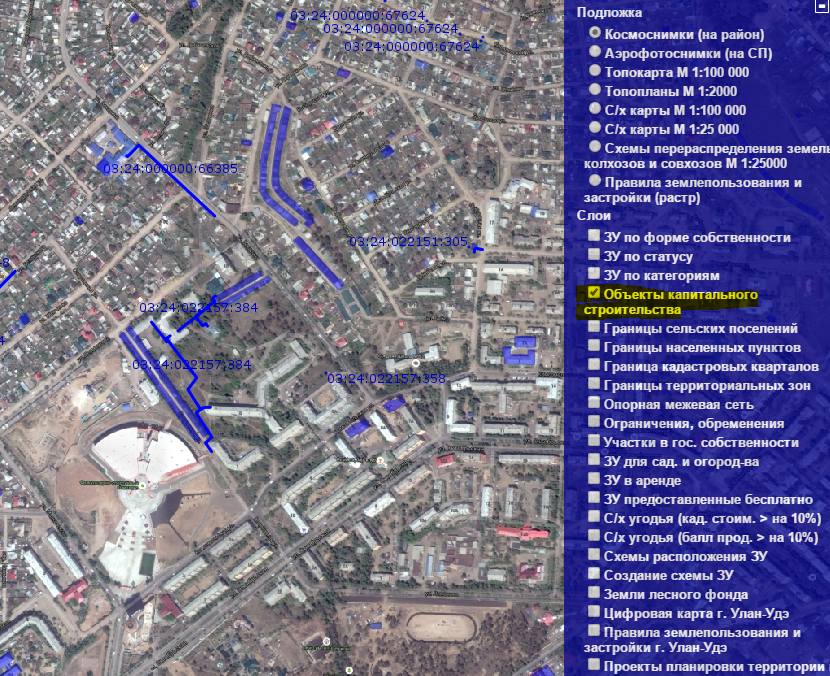 03:24:000000:67624
03:24:000000:67624
03:24:000000:67624
03:24:000000:66385
03:24:022151:305
8
03:24:022157:384
4
03:24:022157:384
03:24:022157:358
Подложка
Космоснимки (на район)
Аэрофотоснимки (на СП)
Топокарта М 1:100 000
Топопланы М 1:2000
С/х карты М 1:100 000
С/х карты М 1:25 000
Схемы перераспределения земель
колхозов и совхозов М 1:25000
Правила землепользования и
застройки (растр)
Слои
ЗУ по форме собственности
ЗУ по статусу
ЗУ по категориям
Объекты капитального
строительства
Границы сельских поселений
Границы населенных пунктов
Граница кадастровых кварталов
Границы территориальных зон
Опорная межевая сеть
Ограничения, обременения
Участки в гос. собственности
ЗУ для сад. и огород-ва
ЗУ в аренде
ЗУ предоставленные бесплатно
С/х угодья (кад. стоим. > на 10%)
С/х угодья (балл прод. > на 10%)
Схемы расположения ЗУ
Создание схемы ЗУ
Земли лесного фонда
Цифровая карта г. Улан-Удэ
Правила землепользования и
застройки г. Улан-Удэ
Проекты планировки территории